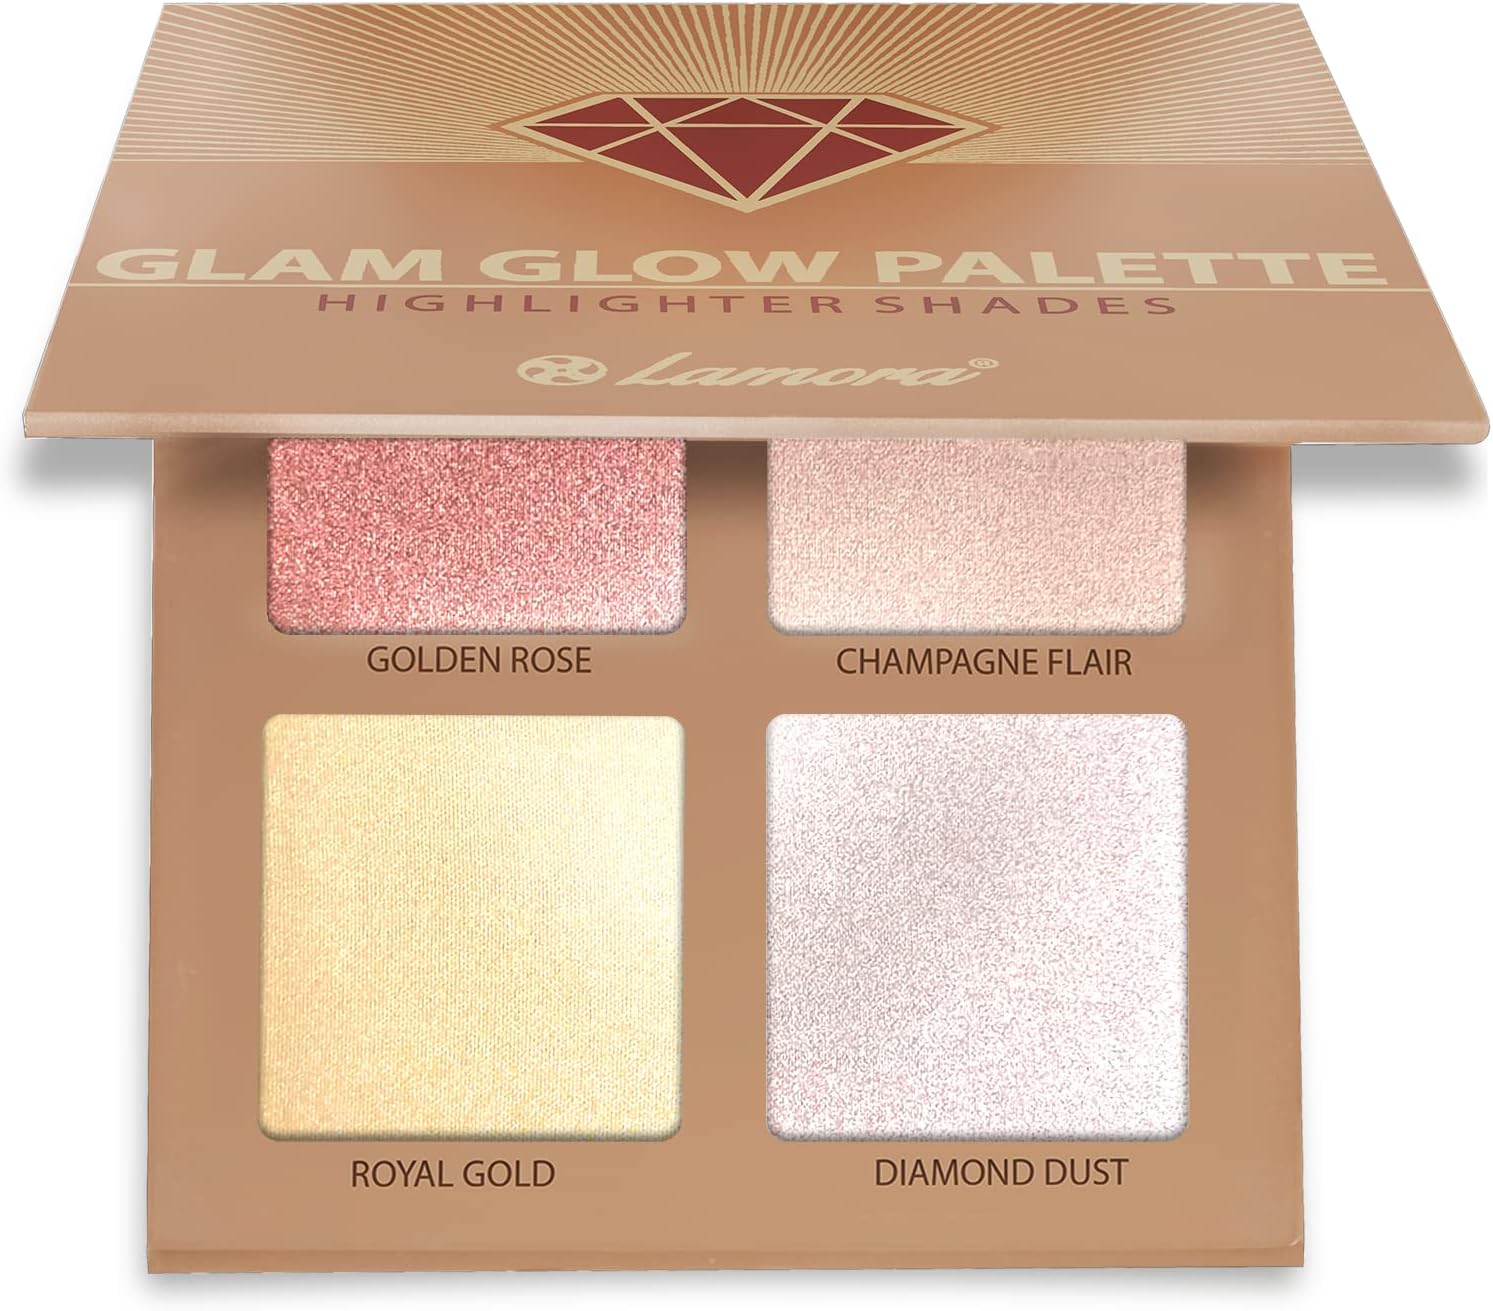 GLAM GLOW PALETTE
HIGHLIGHTER SHADES
Lamora®
GOLDEN ROSE
CHAMPAGNE FLAIR
ROYAL GOLD
DIAMOND DUST